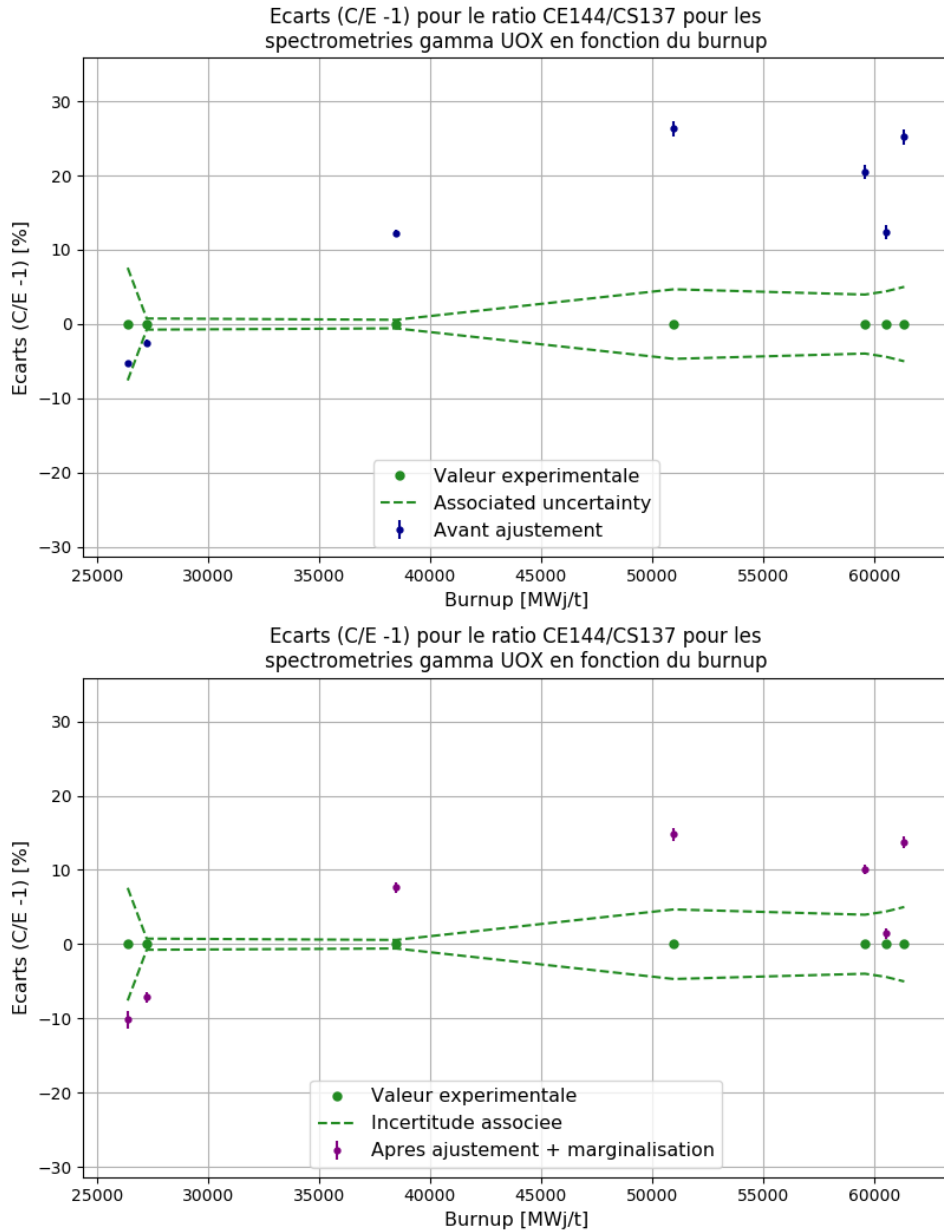 Ecarts (C/E -1) pour le ratio CE144/CS137 pour les
spectrometries gamma UOX en fonction du burnup
Ecarts (C/E -1) [%]
30
20
10
0
−10
−20
−30
Valeur experimentale
Associated uncertainty
Avant ajustement
25000 30000 35000 40000 45000 50000 55000 60000
Burnup [MWj/t]
Ecarts (C/E -1) pour le ratio CE144/CS137 pour les
spectrometries gamma UOX en fonction du burnup
Ecarts (C/E -1) [%]
30
20
10
0
−10
−20
−30
Valeur experimentale
Incertitude associee
Apres ajustement + marginalisation
25000 30000 35000 40000 45000 50000 55000 60000
Burnup [MWj/t]